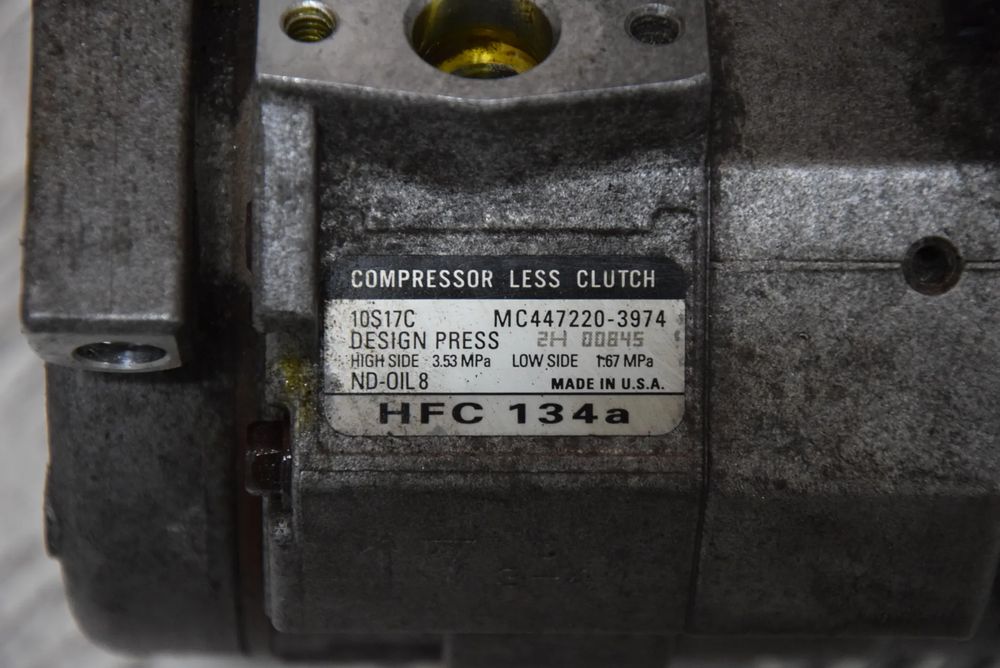 COMPRESSOR LESS CLUTCH
10S17C MC447220-3974
DESIGN PRESS 2H 00845
HIGH SIDE 3.53 MPa LOW SIDE 1.67 MPa
ND-OIL 8 MADE IN U.S.A.
HFC 134a